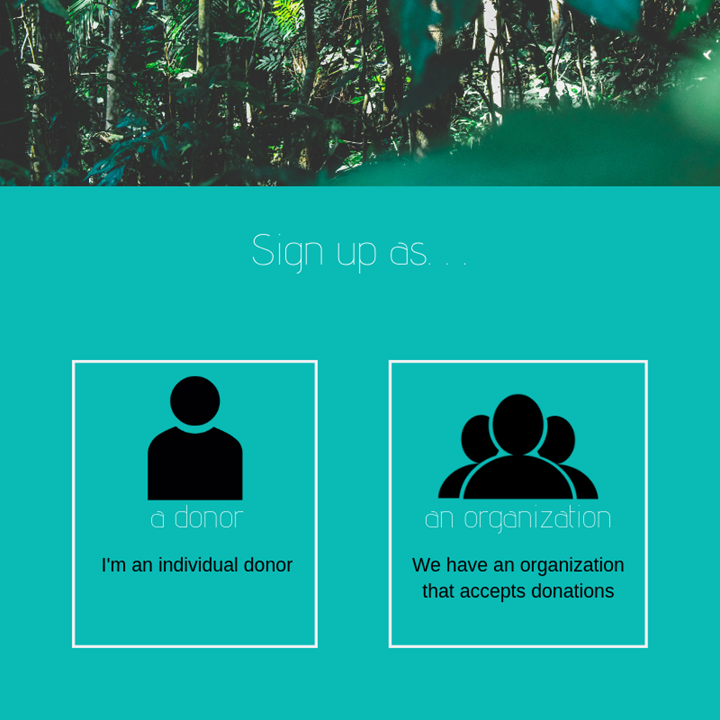 Sign up as. . .
a donor
I'm an individual donor
an organization
We have an organization
that accepts donations